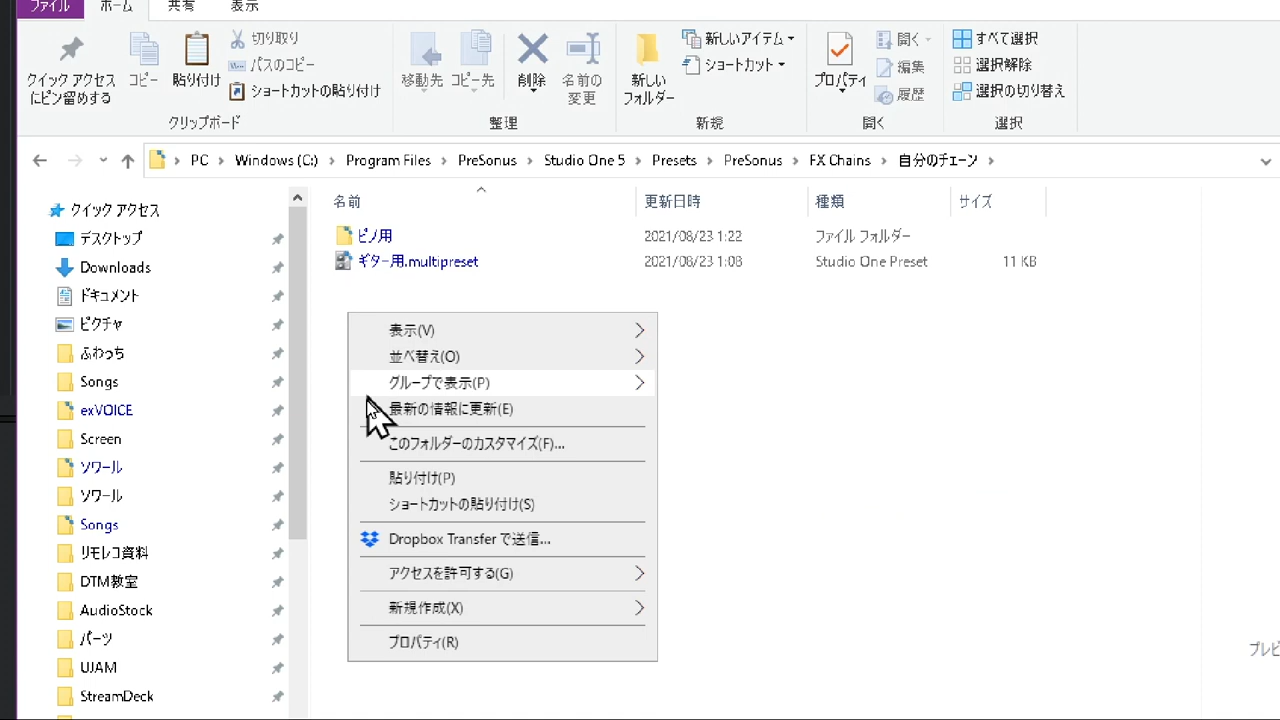 ファイル ホーム 共有 表示
クイック アクセス
にピン留めする
コピー
貼り付け
切り取り
パスのコピー
ショートカットの貼り付け
クリップボード
移動先
コピー先
削除
名前の
変更
整理
新しい
フォルダー
新しいアイテム
ショートカット
新規
プロパティ
開く
編集
履歴
開く
すべて選択
選択解除
選択の切り替え
選択
PC Windows (C:) Program Files PreSonus Studio One 5 Presets PreSonus FX Chains 自分のチェーン
クイック アクセス
デスクトップ
Downloads
ドキュメント
ピクチャ
ふわっち
Songs
exVOICE
Screen
ソワール
ソワール
Songs
リモレコ資料
DTM教室
AudioStock
パーツ
UJAM
StreamDeck
名前 更新日時 種類 サイズ
ピノ用 2021/08/23 1:22 ファイル フォルダー
ギター用.multipreset 2021/08/23 1:08 Studio One Preset 11 KB
表示(V)
並べ替え(O)
グループで表示(P)
最新の情報に更新(E)
このフォルダーのカスタマイズ(F)...
貼り付け(P)
ショートカットの貼り付け(S)
Dropbox Transfer で送信...
アクセスを許可する(G)
新規作成(X)
プロパティ(R)
プレビ